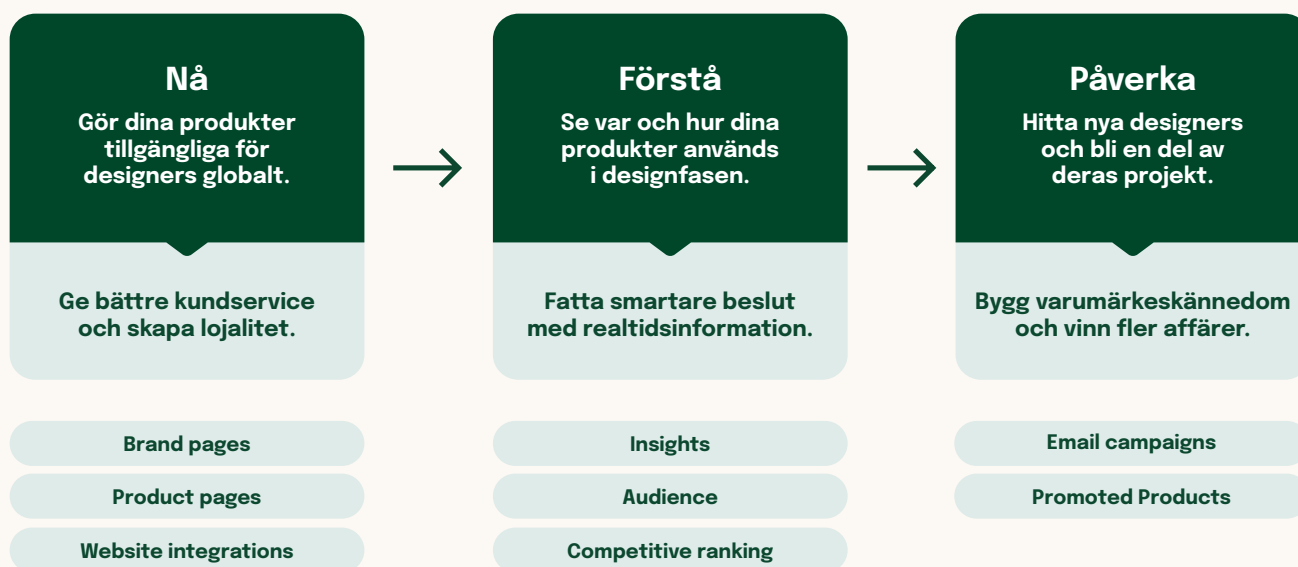 Nå
Gör dina produkter
tillgängliga för
designers globalt.
Ge bättre kundservice
och skapa lojalitet.
Brand pages
Product pages
Website integrations
Förstå
Se var och hur dina
produkter används
i designfasen.
Fatta smartare beslut
med realtidsinformation.
Insights
Audience
Competitive ranking
Påverka
Hitta nya designers
och bli en del av
deras projekt.
Bygg varumärkeskännedom
och vinn fler affärer.
Email campaigns
Promoted Products